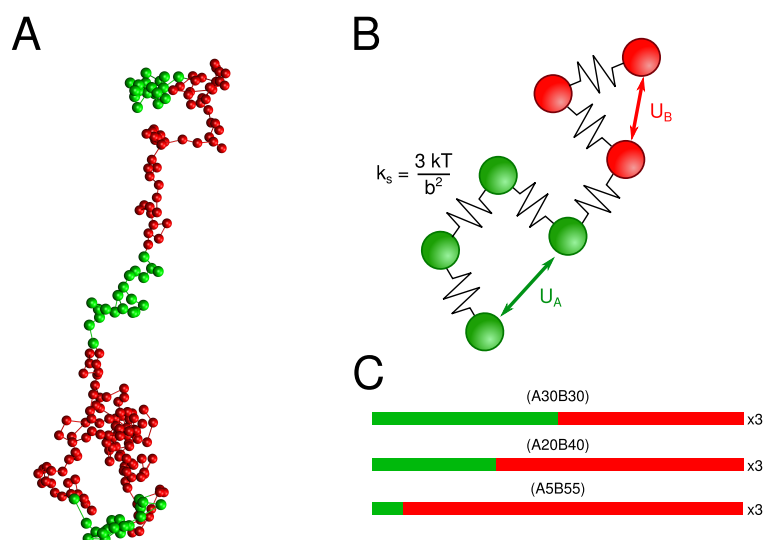 A
B
U_B
k_s = 3 kT / b²
U_A
C
(A30B30)
x3
(A20B40)
x3
(A5B55)
x3